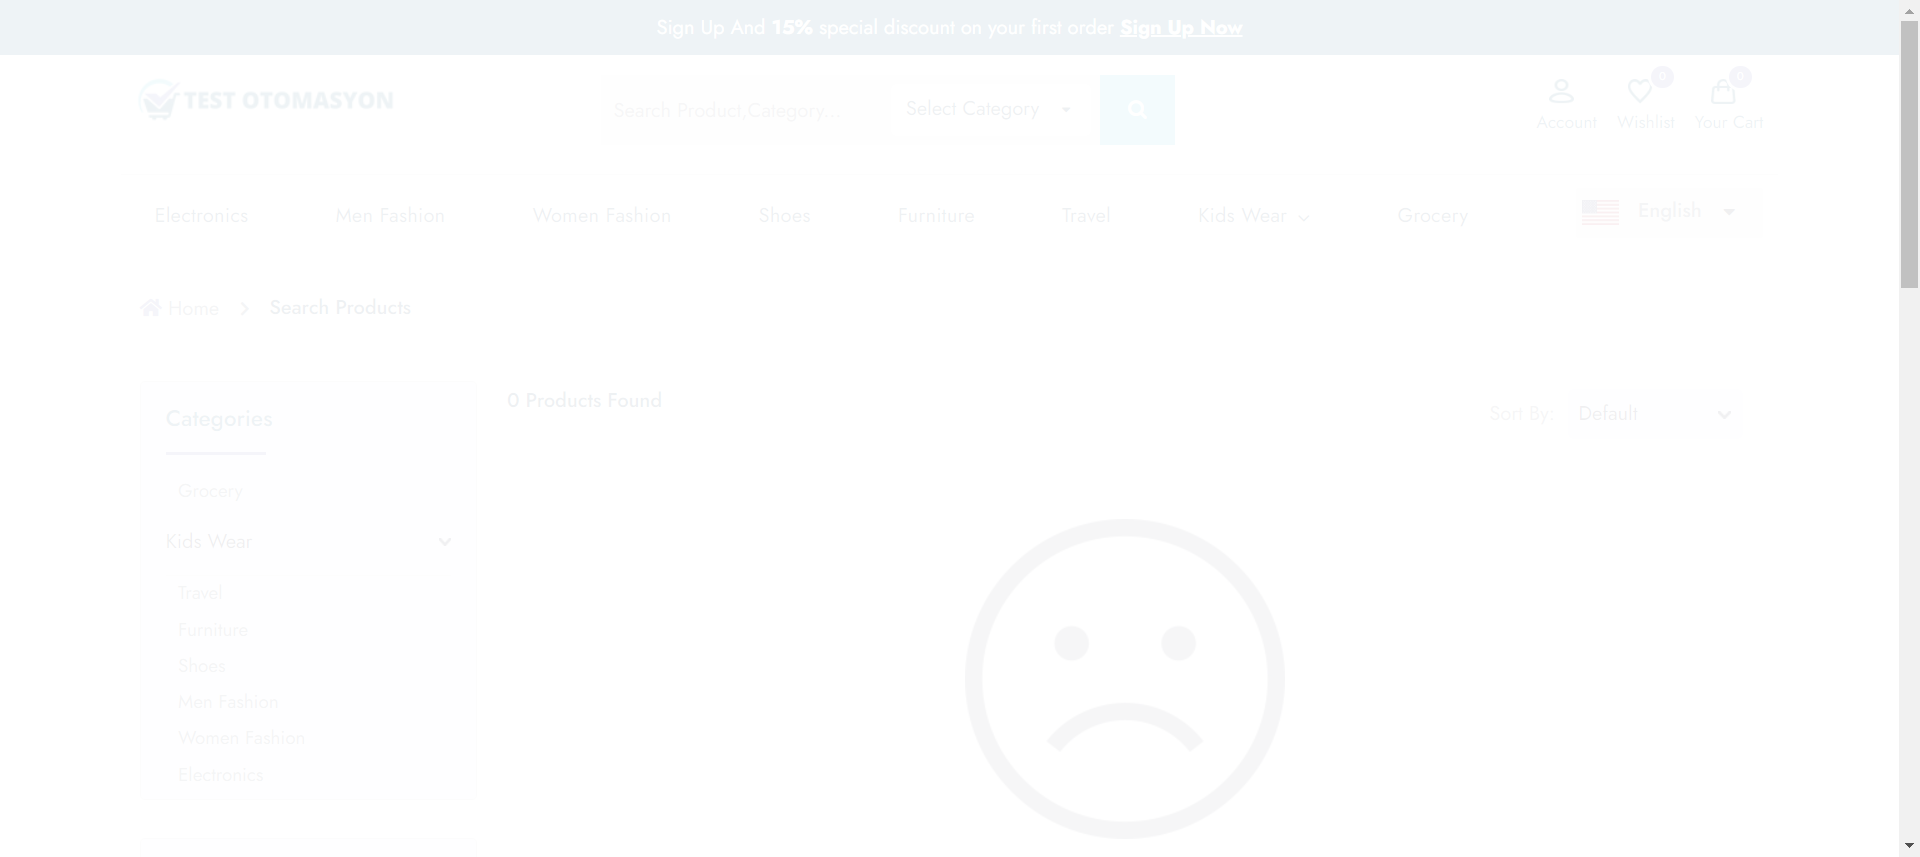 Sign Up And 15% special discount on your first order Sign Up Now
TEST OTOMASYON
Search Product,Category...
Select Category
0
0
Account
Wishlist
Your Cart
Electronics
Men Fashion
Women Fashion
Shoes
Furniture
Travel
Kids Wear
Grocery
English
Home
Search Products
Categories
Grocery
Kids Wear
Travel
Furniture
Shoes
Men Fashion
Women Fashion
Electronics
0 Products Found
Sort By:
Default